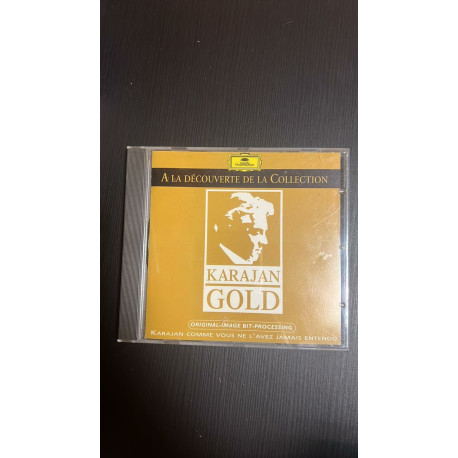 A LA DÉCOUVERTE DE LA COLLECTION
KARAJAN
GOLD
ORIGINAL-IMAGE BIT-PROCESSING
KARAJAN COMME VOUS NE L'AVEZ JAMAIS ENTENDU